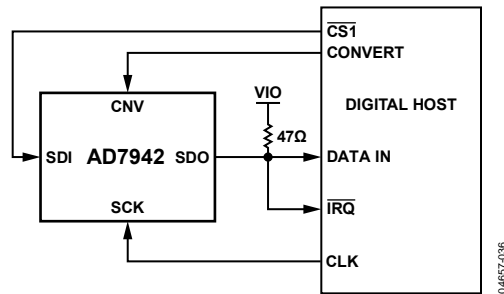 CS1
CONVERT
CNV
VIO
DIGITAL HOST
47Ω
SDI AD7942 SDO
DATA IN
SCK
IRQ
CLK
04657-036